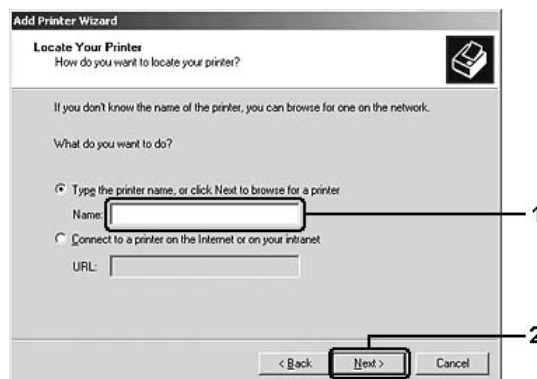 Add Printer Wizard
Locate Your Printer
How do you want to locate your printer?
If you don't know the name of the printer, you can browse for one on the network.
What do you want to do?
Type the printer name, or click Next to browse for a printer
Name:
1
Connect to a printer on the Internet or on your intranet
URL:
2
< Back Next > Cancel